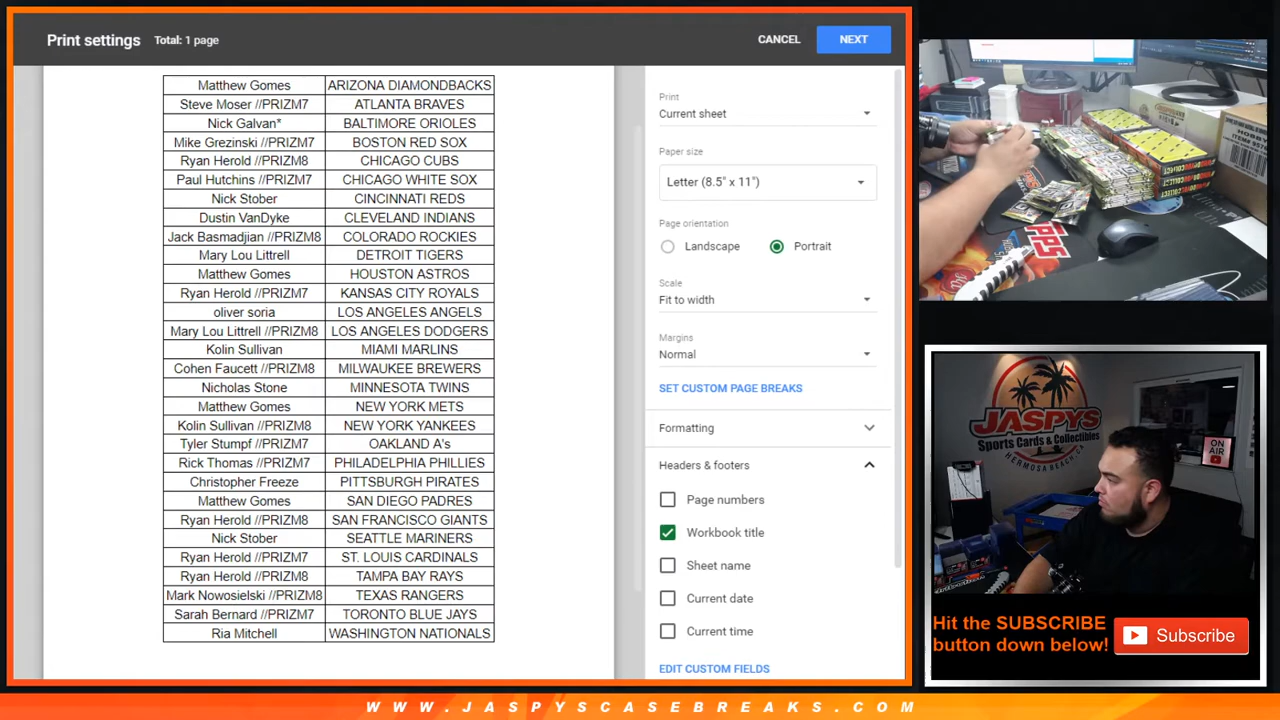 Print settings Total: 1 page
CANCEL NEXT
Matthew Gomes ARIZONA DIAMONDBACKS
Steve Moser //PRIZM7 ATLANTA BRAVES
Nick Galvan* BALTIMORE ORIOLES
Mike Grezinski //PRIZM7 BOSTON RED SOX
Ryan Herold //PRIZM8 CHICAGO CUBS
Paul Hutchins //PRIZM7 CHICAGO WHITE SOX
Nick Stober CINCINNATI REDS
Dustin VanDyke CLEVELAND INDIANS
Jack Basmadjian //PRIZM8 COLORADO ROCKIES
Mary Lou Littrell DETROIT TIGERS
Matthew Gomes HOUSTON ASTROS
Ryan Herold //PRIZM7 KANSAS CITY ROYALS
oliver soria LOS ANGELES ANGELS
Mary Lou Littrell //PRIZM8 LOS ANGELES DODGERS
Kolin Sullivan MIAMI MARLINS
Cohen Faucett //PRIZM8 MILWAUKEE BREWERS
Nicholas Stone MINNESOTA TWINS
Matthew Gomes NEW YORK METS
Kolin Sullivan //PRIZM8 NEW YORK YANKEES
Tyler Stumpf //PRIZM7 OAKLAND A's
Rick Thomas //PRIZM7 PHILADELPHIA PHILLIES
Christopher Freeze PITTSBURGH PIRATES
Matthew Gomes SAN DIEGO PADRES
Ryan Herold //PRIZM8 SAN FRANCISCO GIANTS
Nick Stober SEATTLE MARINERS
Ryan Herold //PRIZM7 ST. LOUIS CARDINALS
Ryan Herold //PRIZM8 TAMPA BAY RAYS
Mark Nowosielski //PRIZM8 TEXAS RANGERS
Sarah Bernard //PRIZM7 TORONTO BLUE JAYS
Ria Mitchell WASHINGTON NATIONALS
Print
Current sheet
Paper size
Letter (8.5" x 11")
Page orientation
Landscape Portrait
Scale
Fit to width
Margins
Normal
SET CUSTOM PAGE BREAKS
Formatting
Headers & footers
Page numbers
Workbook title
Sheet name
Current date
Current time
EDIT CUSTOM FIELDS
JASPYS
Sports Cards & Collectibles
HERMOSA BEACH, CA
ON
AIR
Hit the SUBSCRIBE
button down below!
Subscribe
WWW.JASPYSCASEBREAKS.COM